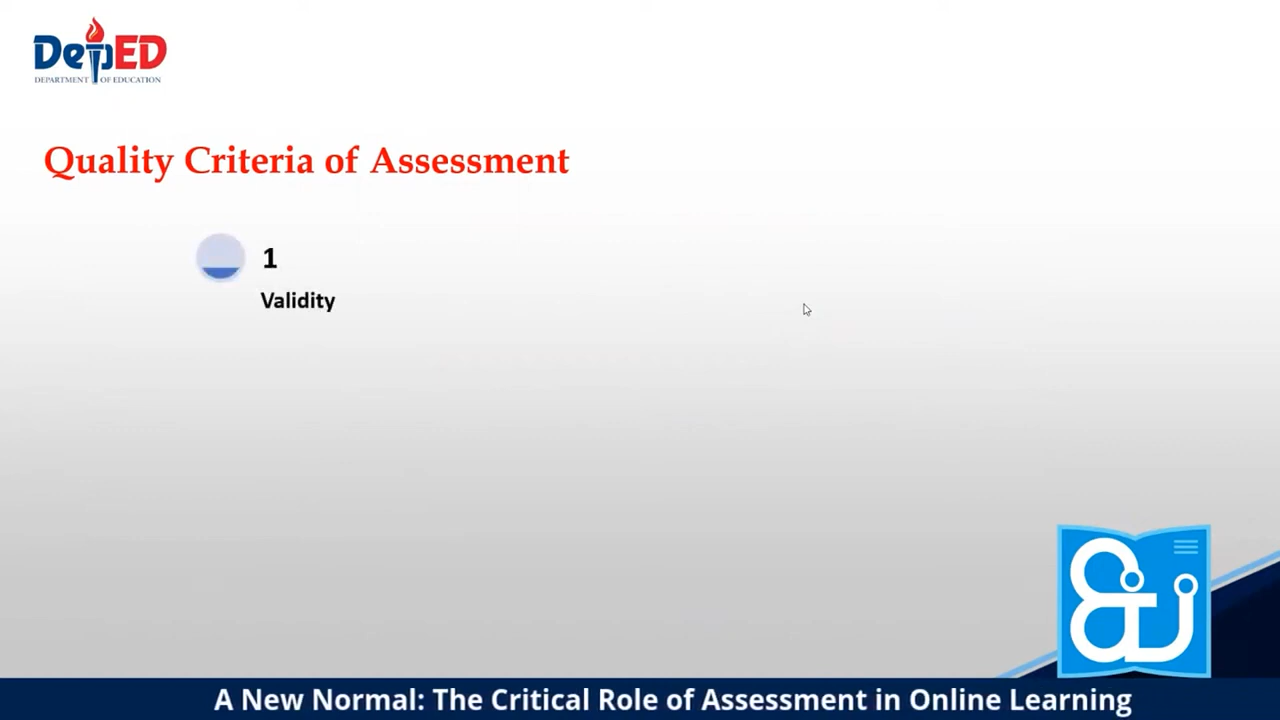 DepED
DEPARTMENT OF EDUCATION
Quality Criteria of Assessment
1
Validity
A New Normal: The Critical Role of Assessment in Online Learning